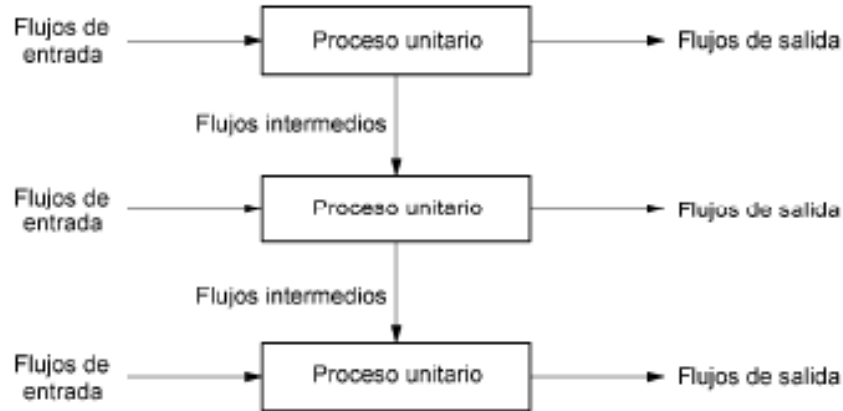 Flujos de
entrada
Proceso unitario
Flujos de salida
Flujos intermedios
Flujos de
entrada
Proceso unitario
Flujos de salida
Flujos intermedios
Flujos de
entrada
Proceso unitario
Flujos de salida